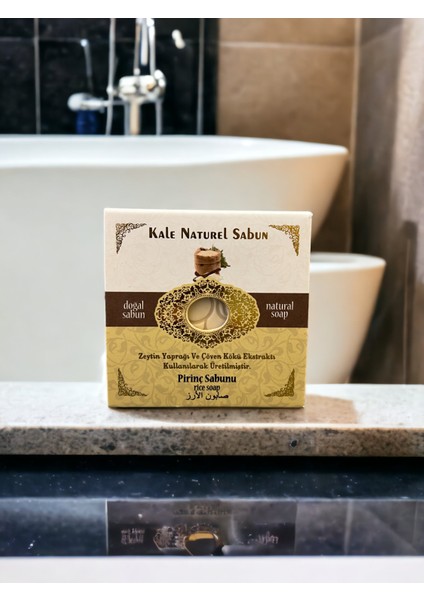 Kale Naturel Sabun
doğal sabun
natural soap
Zeytin Yaprağı Ve Çöven Kökü Ekstraktı
Kullanılarak Üretilmiştir.
Pirinç Sabunu
rice soap
صابون الأرز